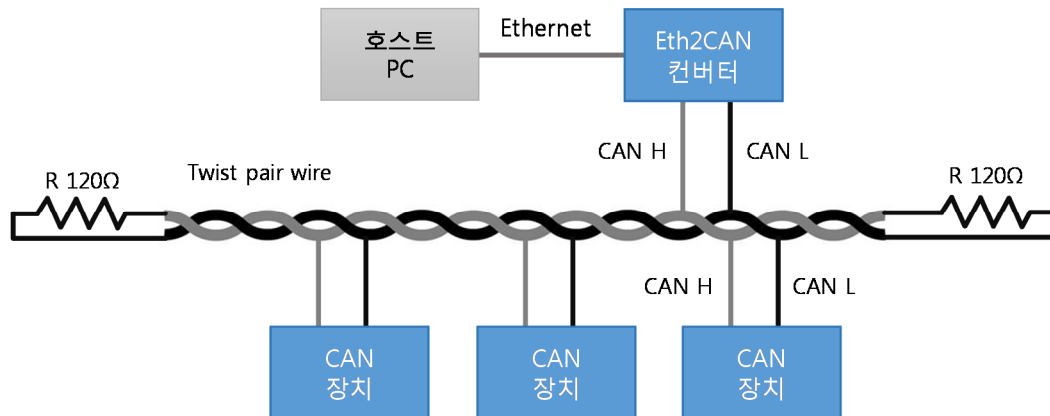 호스트
PC
Ethernet
Eth2CAN
컨버터
CAN H
CAN L
Twist pair wire
R 120Ω
R 120Ω
CAN H
CAN L
CAN
장치
CAN
장치
CAN
장치